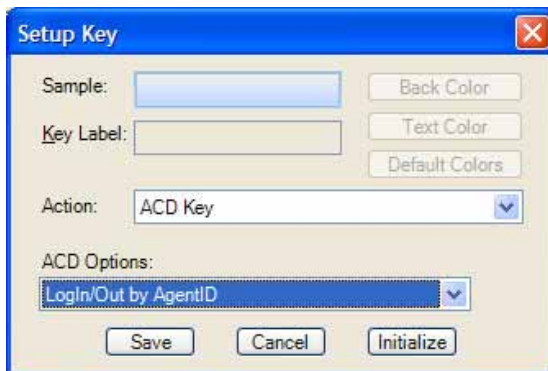 Setup Key
Sample:
Back Color
Key Label:
Text Color
Default Colors
Action: ACD Key
ACD Options:
LogIn/Out by AgentID
Save Cancel Initialize